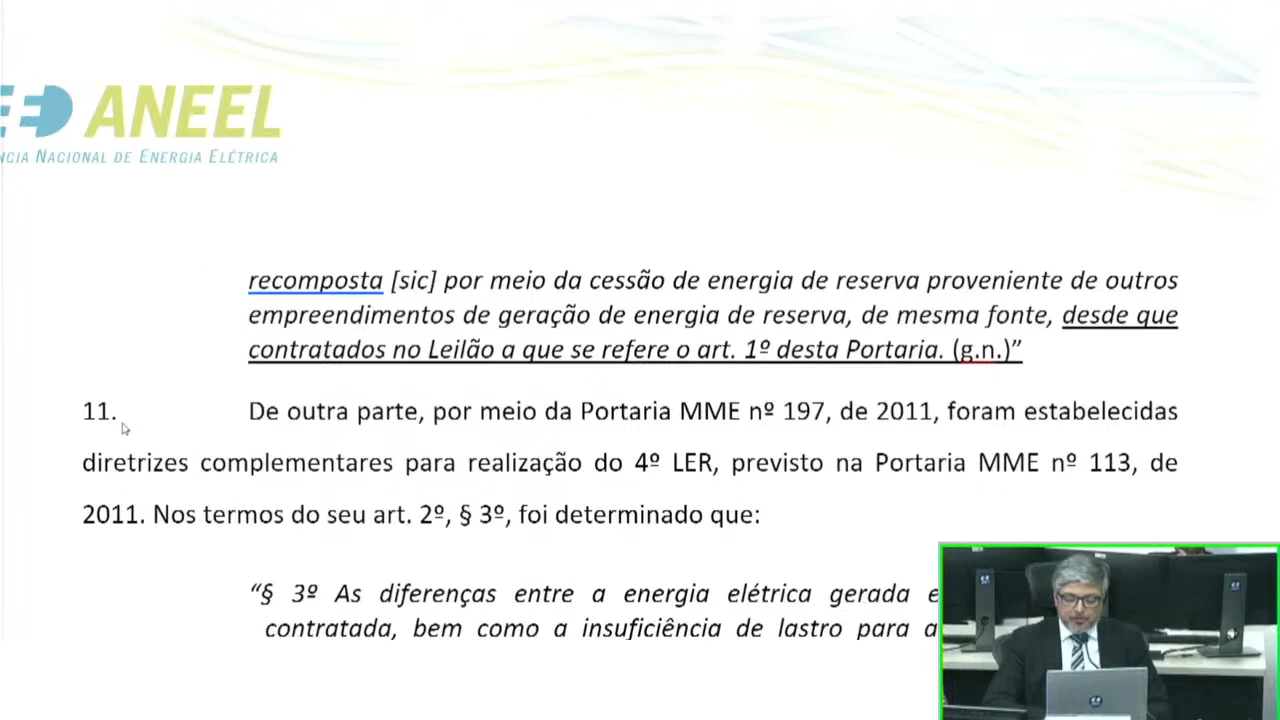 ANEEL
NCIA NACIONAL DE ENERGIA ELÉTRICA
recomposta [sic] por meio da cessão de energia de reserva proveniente de outros
empreendimentos de geração de energia de reserva, de mesma fonte, desde que
contratados no Leilão a que se refere o art. 1º desta Portaria. (g.n.)”
11. De outra parte, por meio da Portaria MME nº 197, de 2011, foram estabelecidas
diretrizes complementares para realização do 4º LER, previsto na Portaria MME nº 113, de
2011. Nos termos do seu art. 2º, § 3º, foi determinado que:
“§ 3º As diferenças entre a energia elétrica gerada e
contratada, bem como a insuficiência de lastro para a